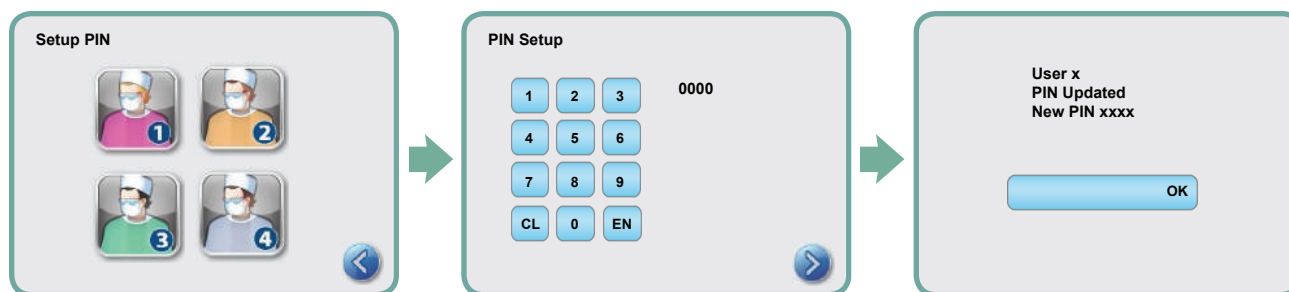 Setup PIN
1
2
3
4
PIN Setup
1 2 3
0000
4 5 6
7 8 9
CL 0 EN
User x
PIN Updated
New PIN xxxx
OK